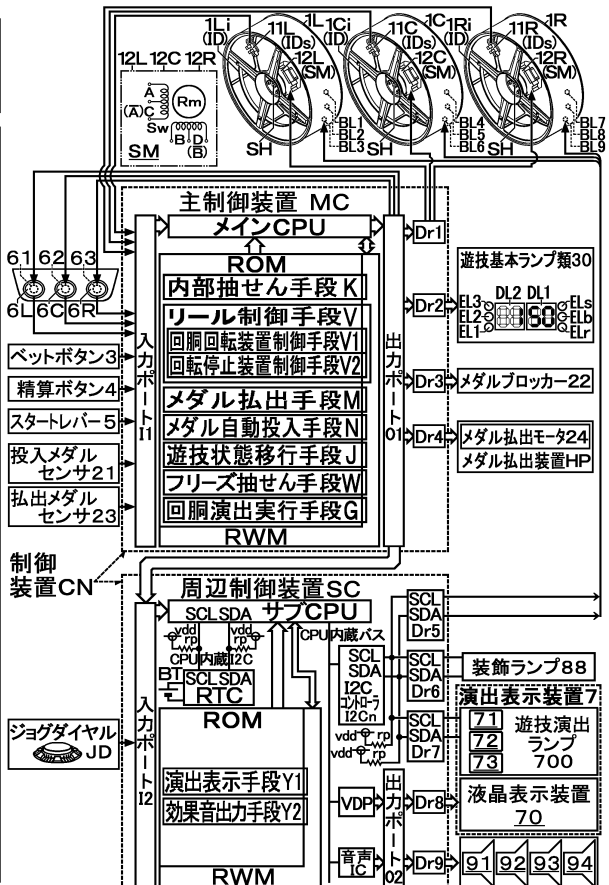 1Li
(ID)
11L
(IDs)
1L
12L
(SM)
1Ci
(ID)
11C
(IDs)
1C
12C
(SM)
1Ri
(ID)
11R
(IDs)
1R
12R
(SM)
12L 12C 12R
A
(A)C
Sw
B D
(B)
Rm
SM
SH
BL1
BL2
BL3
SH
BL4
BL5
BL6
SH
BL7
BL8
BL9
主制御装置 MC
メインCPU
ROM
内部抽せん手段K
リール制御手段V
回胴回転装置制御手段V1
回転停止装置制御手段V2
メダル払出手段M
メダル自動投入手段N
遊技状態移行手段J
フリーズ抽せん手段W
回胴演出実行手段G
RWM
入力ポートI1
出力ポートO1
61 62 63
6L 6C 6R
ベットボタン3
精算ボタン4
スタートレバー5
投入メダル
センサ21
払出メダル
センサ23
Dr1
Dr2
Dr3
Dr4
遊技基本ランプ類30
DL2 DL1
EL3
EL2
EL1
ELs
ELb
ELr
メダルブロッカー22
メダル払出モータ24
メダル払出装置HP
制御
装置CN
周辺制御装置SC
サブCPU
SCL SDA
vdd
rp
vdd
rp
CPU内蔵I2C
CPU内蔵バス
BT
SCL SDA
RTC
ROM
演出表示手段Y1
効果音出力手段Y2
RWM
入力ポートI2
ジョグダイヤル
JD
SCL
SDA
I2C
コントローラ
I2Cn
vdd
rp
vdd
rp
VDP
音声
IC
出力ポートO2
SCL
SDA
Dr5
SCL
SDA
Dr6
SCL
SDA
Dr7
Dr8
Dr9
装飾ランプ88
演出表示装置7
71
72
73
遊技演出
ランプ
700
液晶表示装置
70
91 92 93 94